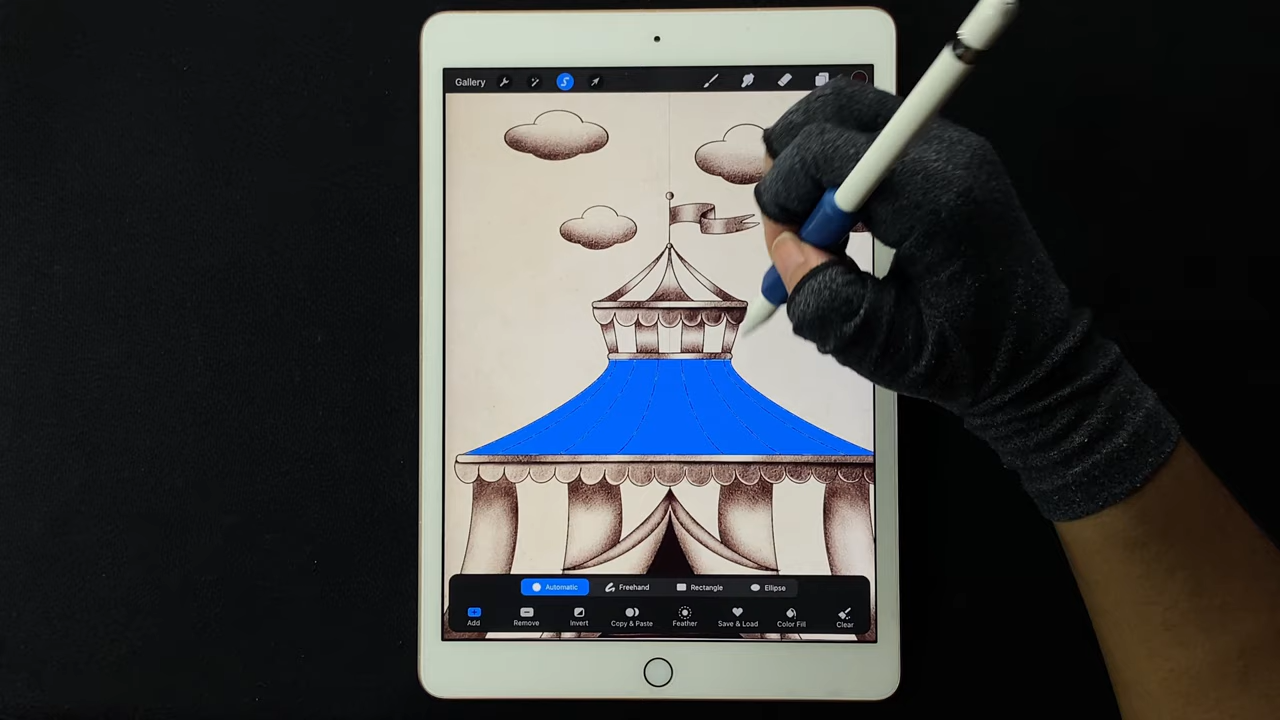 Gallery
Automatic Freehand Rectangle Ellipse
Add Remove Invert Copy & Paste Feather Save & Load Color Fill Clear